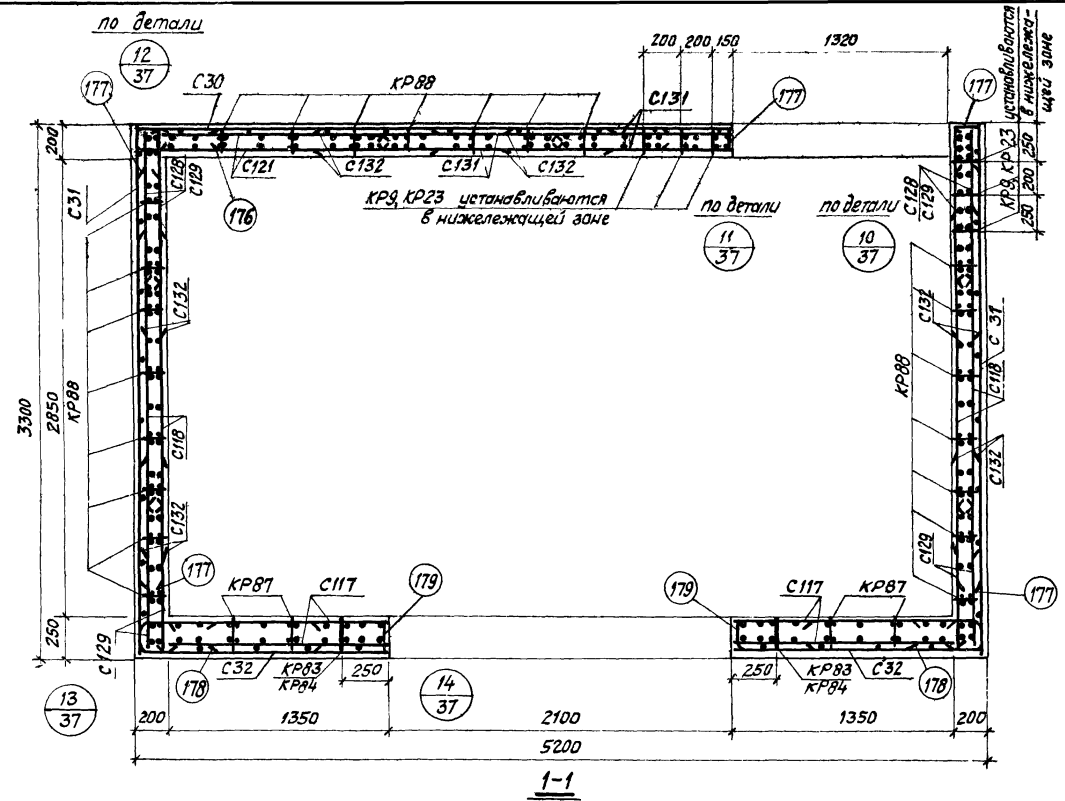 по детали
12
37
177
С30
КР88
200 200 150
1320
С131
177
177
устанавливаются
в нижележа-
щей зоне
КР9, КР23
250
200
250
200
С128
С129
С121
С132
С131
С132
176
С31
КР9, КР23 устанавливаются
в нижележащей зоне
по детали
11
37
по детали
10
37
С128
С129
С132
С132
С31
КР88
3300
2850
КР88
С118
С118
С132
С132
С129
177
КР87
С117
179
179
С117
КР87
177
250
С129
178
С32
КР83
КР84
250
250
КР83
КР84
С32
178
13
37
14
37
200
1350
2100
1350
200
5200
1-1